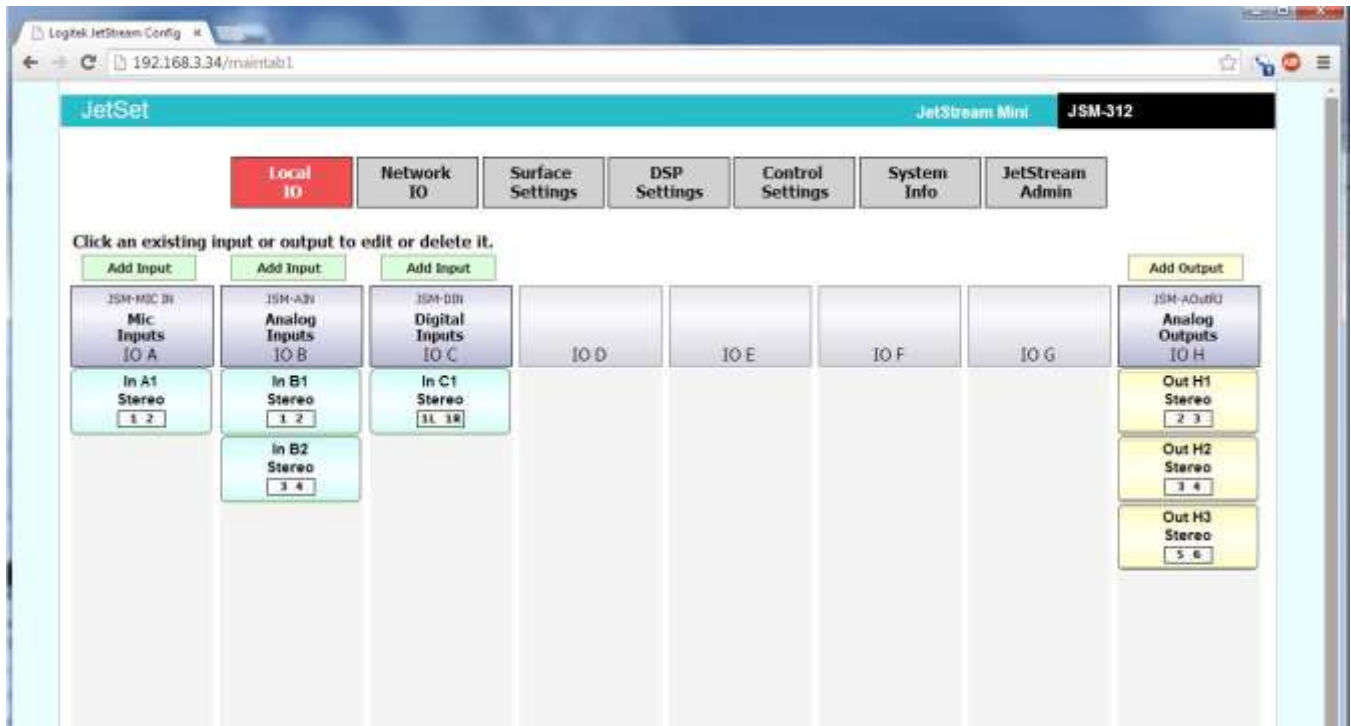 Logitek JetStream Config
192.168.3.34/maintab1
JetSet JetStream Mini JSM-312
Local IO
Network IO
Surface Settings
DSP Settings
Control Settings
System Info
JetStream Admin
Click an existing input or output to edit or delete it.
Add Input Add Input Add Input Add Output
JSM-MIC IN
Mic
Inputs
IO A
JSM-AIN
Analog
Inputs
IO B
JSM-DIN
Digital
Inputs
IO C
IO D
IO E
IO F
IO G
Analog
Outputs
IO H
In A1
Stereo
1 2
In B1
Stereo
1 2
In C1
Stereo
1L 1R
Out H1
Stereo
2 3
In B2
Stereo
3 4
Out H2
Stereo
3 4
Out H3
Stereo
5 6